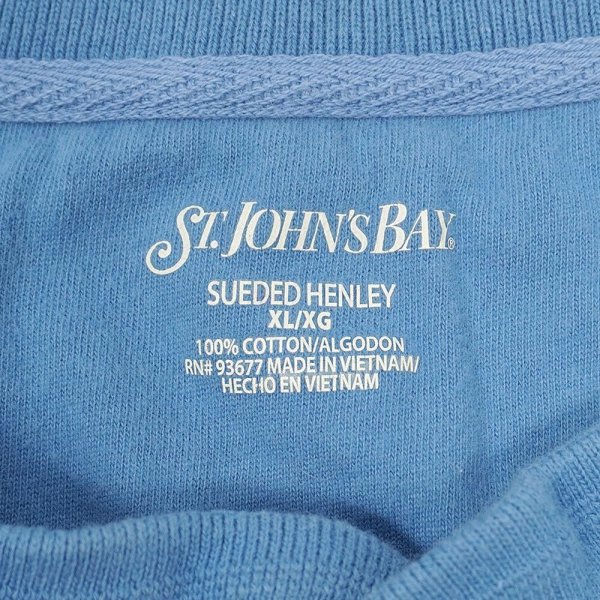 ST. JOHN'S BAY®
SUEDED HENLEY
XL/XG
100% COTTON/ALGODON
RN# 93677 MADE IN VIETNAM/
HECHO EN VIETNAM